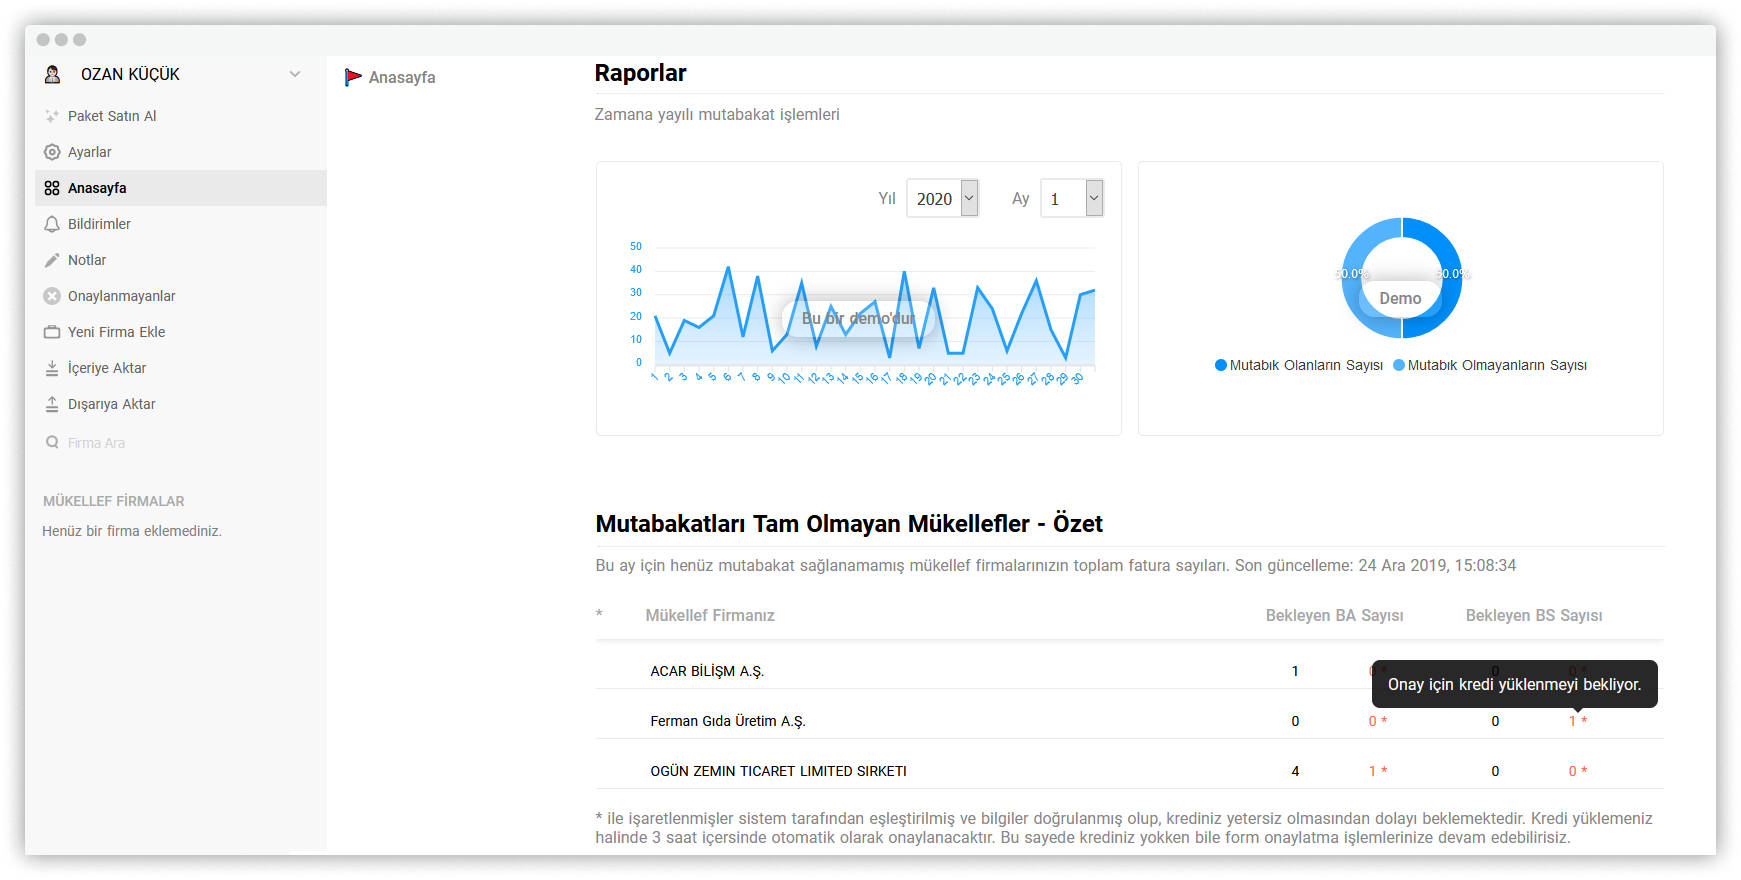 OZAN KÜÇÜK
Paket Satın Al
Ayarlar
Anasayfa
Bildirimler
Notlar
Onaylanmayanlar
Yeni Firma Ekle
İçeriye Aktar
Dışarıya Aktar
Firma Ara
MÜKELLEF FİRMALAR
Henüz bir firma eklemediniz.
Anasayfa
Raporlar
Zamana yayılı mutabakat işlemleri
Yıl 2020 Ay 1
50
40
30
20
10
0
Bu bir demo'dur
1 2 3 4 5 6 7 8 9 10 11 12 13 14 15 16 17 18 19 20 21 22 23 24 25 26 27 28 29 30
50.0% 50.0%
Demo
Mutabık Olanların Sayısı Mutabık Olmayanların Sayısı
Mutabakatları Tam Olmayan Mükellefler - Özet
Bu ay için henüz mutabakat sağlanamamış mükellef firmalarınızın toplam fatura sayıları. Son güncelleme: 24 Ara 2019, 15:08:34
* Mükellef Firmanız Bekleyen BA Sayısı Bekleyen BS Sayısı
ACAR BİLİŞM A.Ş. 1 0 * 0 0 *
Onay için kredi yüklenmeyi bekliyor.
Ferman Gıda Üretim A.Ş. 0 0 * 0 1 *
OGÜN ZEMIN TICARET LIMITED SIRKETI 4 1 * 0 0 *
* ile işaretlenmişler sistem tarafından eşleştirilmiş ve bilgiler doğrulanmış olup, krediniz yetersiz olmasından dolayı beklemektedir. Kredi yüklemeniz
halinde 3 saat içersinde otomatik olarak onaylanacaktır. Bu sayede krediniz yokken bile form onaylatma işlemlerinize devam edebilirisiz.